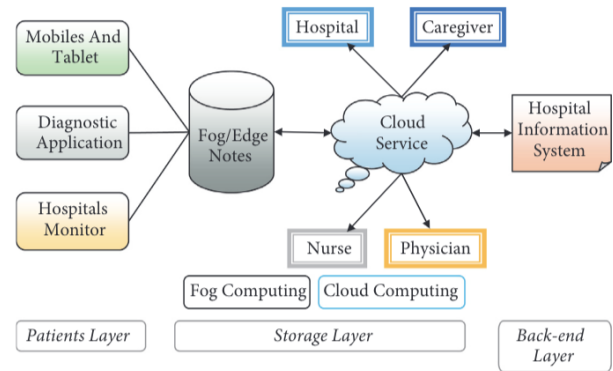 Mobiles And
Tablet
Diagnostic
Application
Hospitals
Monitor
Fog/Edge
Notes
Hospital
Caregiver
Cloud
Service
Nurse
Physician
Hospital
Information
System
Fog Computing
Cloud Computing
Patients Layer
Storage Layer
Back-end
Layer